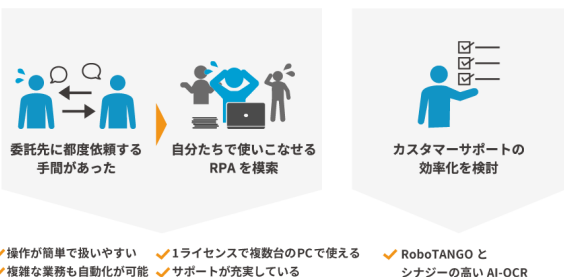 委託先に都度依頼する
手間があった
自分たちで使いこなせる
RPA を模索
カスタマーサポートの
効率化を検討
操作が簡単で扱いやすい
複雑な業務も自動化が可能
1ライセンスで複数台のPCで使える
サポートが充実している
RoboTANGO と
シナジーの高い AI-OCR